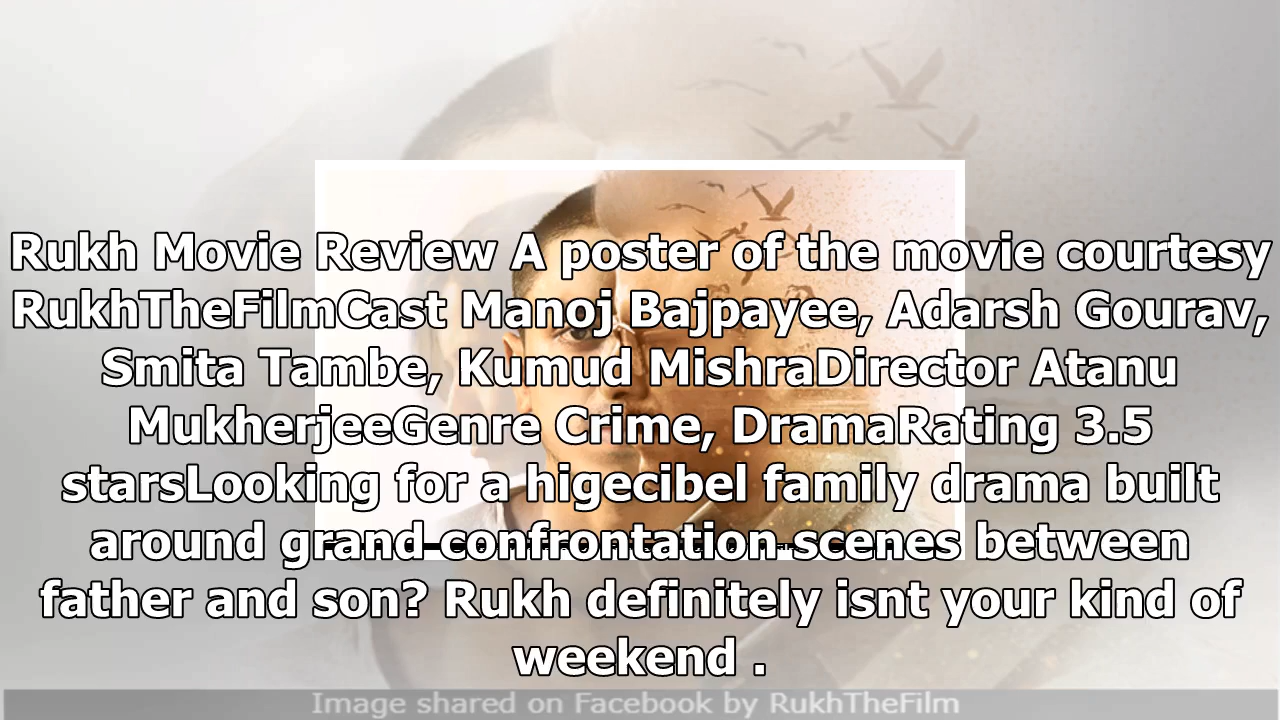 Rukh Movie Review A poster of the movie courtesy
RukhTheFilmCast Manoj Bajpayee, Adarsh Gourav,
Smita Tambe, Kumud MishraDirector Atanu
MukherjeeGenre Crime, DramaRating 3.5
starsLooking for a higecibel family drama built
around grand confrontation scenes between
father and son? Rukh definitely isnt your kind of
weekend .
Image shared on Facebook by RukhTheFilm